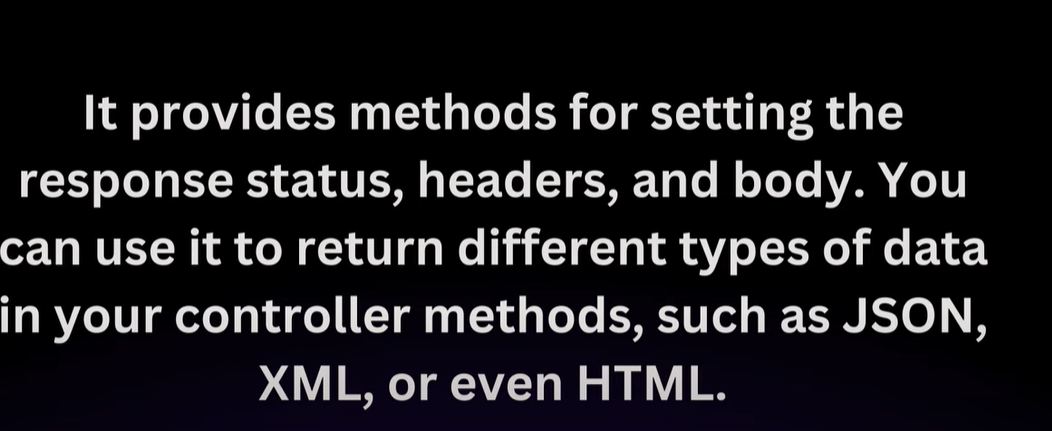 It provides methods for setting the
response status, headers, and body. You
can use it to return different types of data
in your controller methods, such as JSON,
XML, or even HTML.